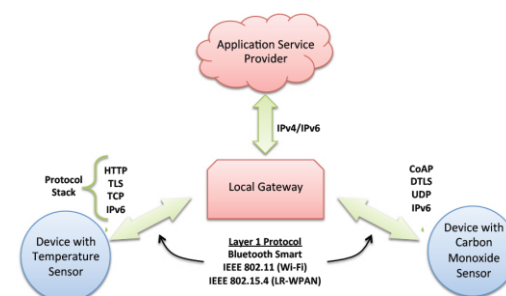 Application Service
Provider
IPv4/IPv6
Protocol
Stack
HTTP
TLS
TCP
IPv6
Local Gateway
CoAP
DTLS
UDP
IPv6
Device with
Temperature
Sensor
Layer 1 Protocol
Bluetooth Smart
IEEE 802.11 (Wi-Fi)
IEEE 802.15.4 (LR-WPAN)
Device with
Carbon
Monoxide
Sensor